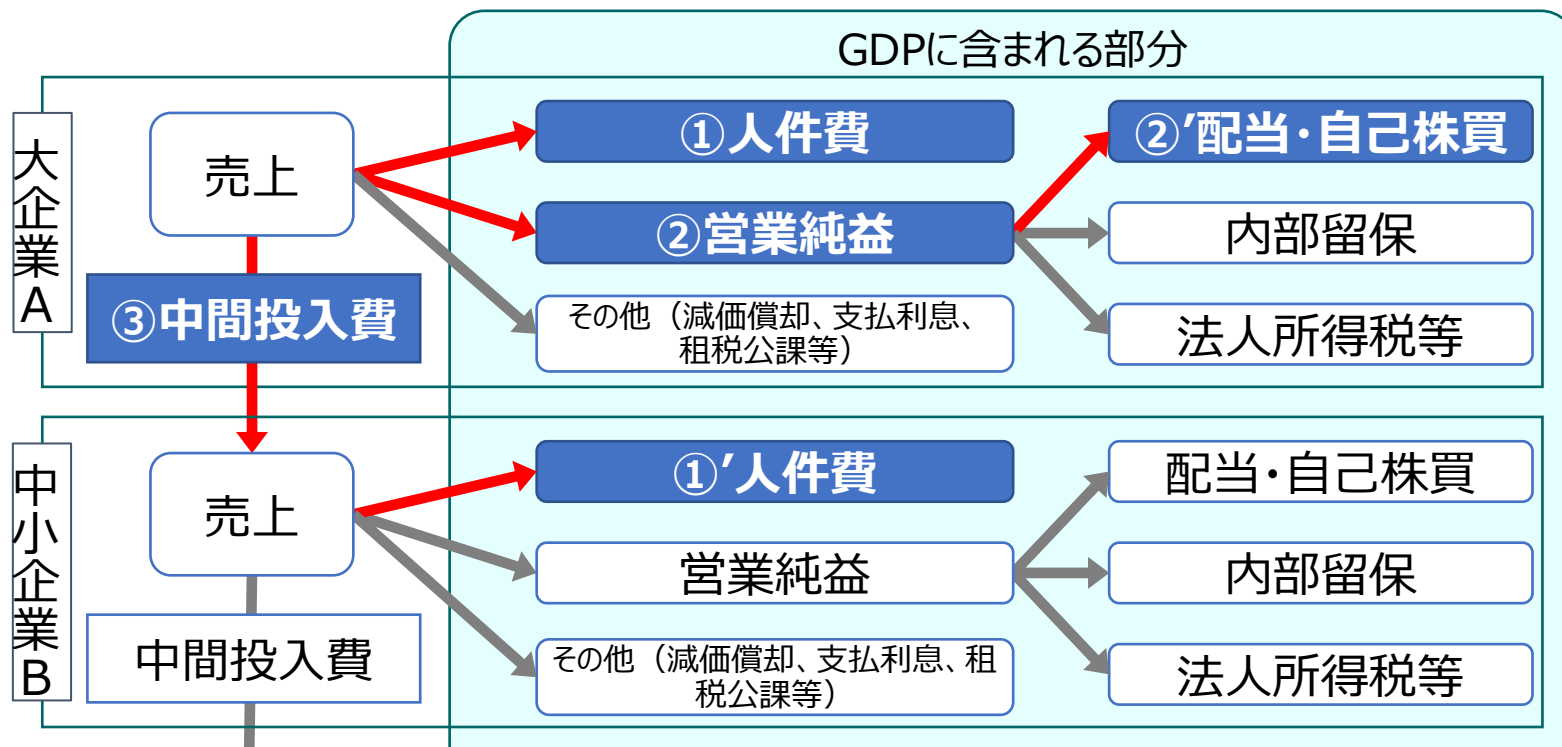 GDPに含まれる部分
大企業A
売上
①人件費
②’配当・自己株買
②営業純益
内部留保
③中間投入費
その他（減価償却、支払利息、
租税公課等）
法人所得税等
中小企業B
売上
①’人件費
配当・自己株買
営業純益
内部留保
中間投入費
その他（減価償却、支払利息、租
税公課等）
法人所得税等